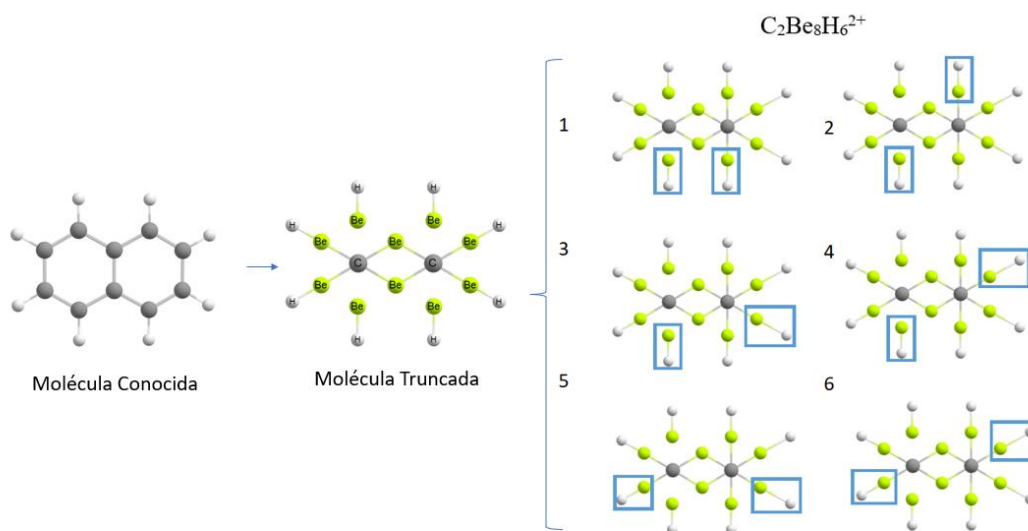 C₂Be₈H₆²⁺
1
2
3
4
5
6
H
H
H
Be
Be
H
Be
Be
Be
C
C
Be
Be
Be
H
Be
Be
H
H
H
Molécula Conocida
Molécula Truncada